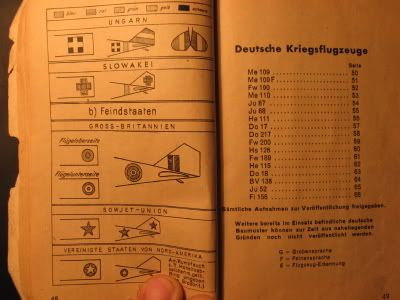 blau rot grün gelb schwarz
UNGARN
SLOWAKEI
b) Feindstaaten
GROSS-BRITANNIEN
Flügeloberseite
Flügelunterseite
SOWJET-UNION
VEREINIGTE STAATEN VON NORD-AMERIKA
48
Deutsche Kriegsflugzeuge
Seite
Me 109 50
Me 109 F 51
Fw 190 52
Me 110 53
Ju 87 54
Ju 88 55
He 111 56
Do 17 57
Do 217 58
Fw 200 59
Hs 126 60
Fw 189 61
He 115 62
Do 18 63
BV 138 64
Ju 52 65
Fi 156 66
Sämtliche Aufnahmen zur Veröffentlichung freigegeben.
Weitere bereits im Einsatz befindliche deutsche
Baumuster können zur Zeit aus naheliegenden
Gründen noch nicht veröffentlicht werden.
G – Grobansprache
F – Feinansprache
E – Flugzeug-Erkennung
49